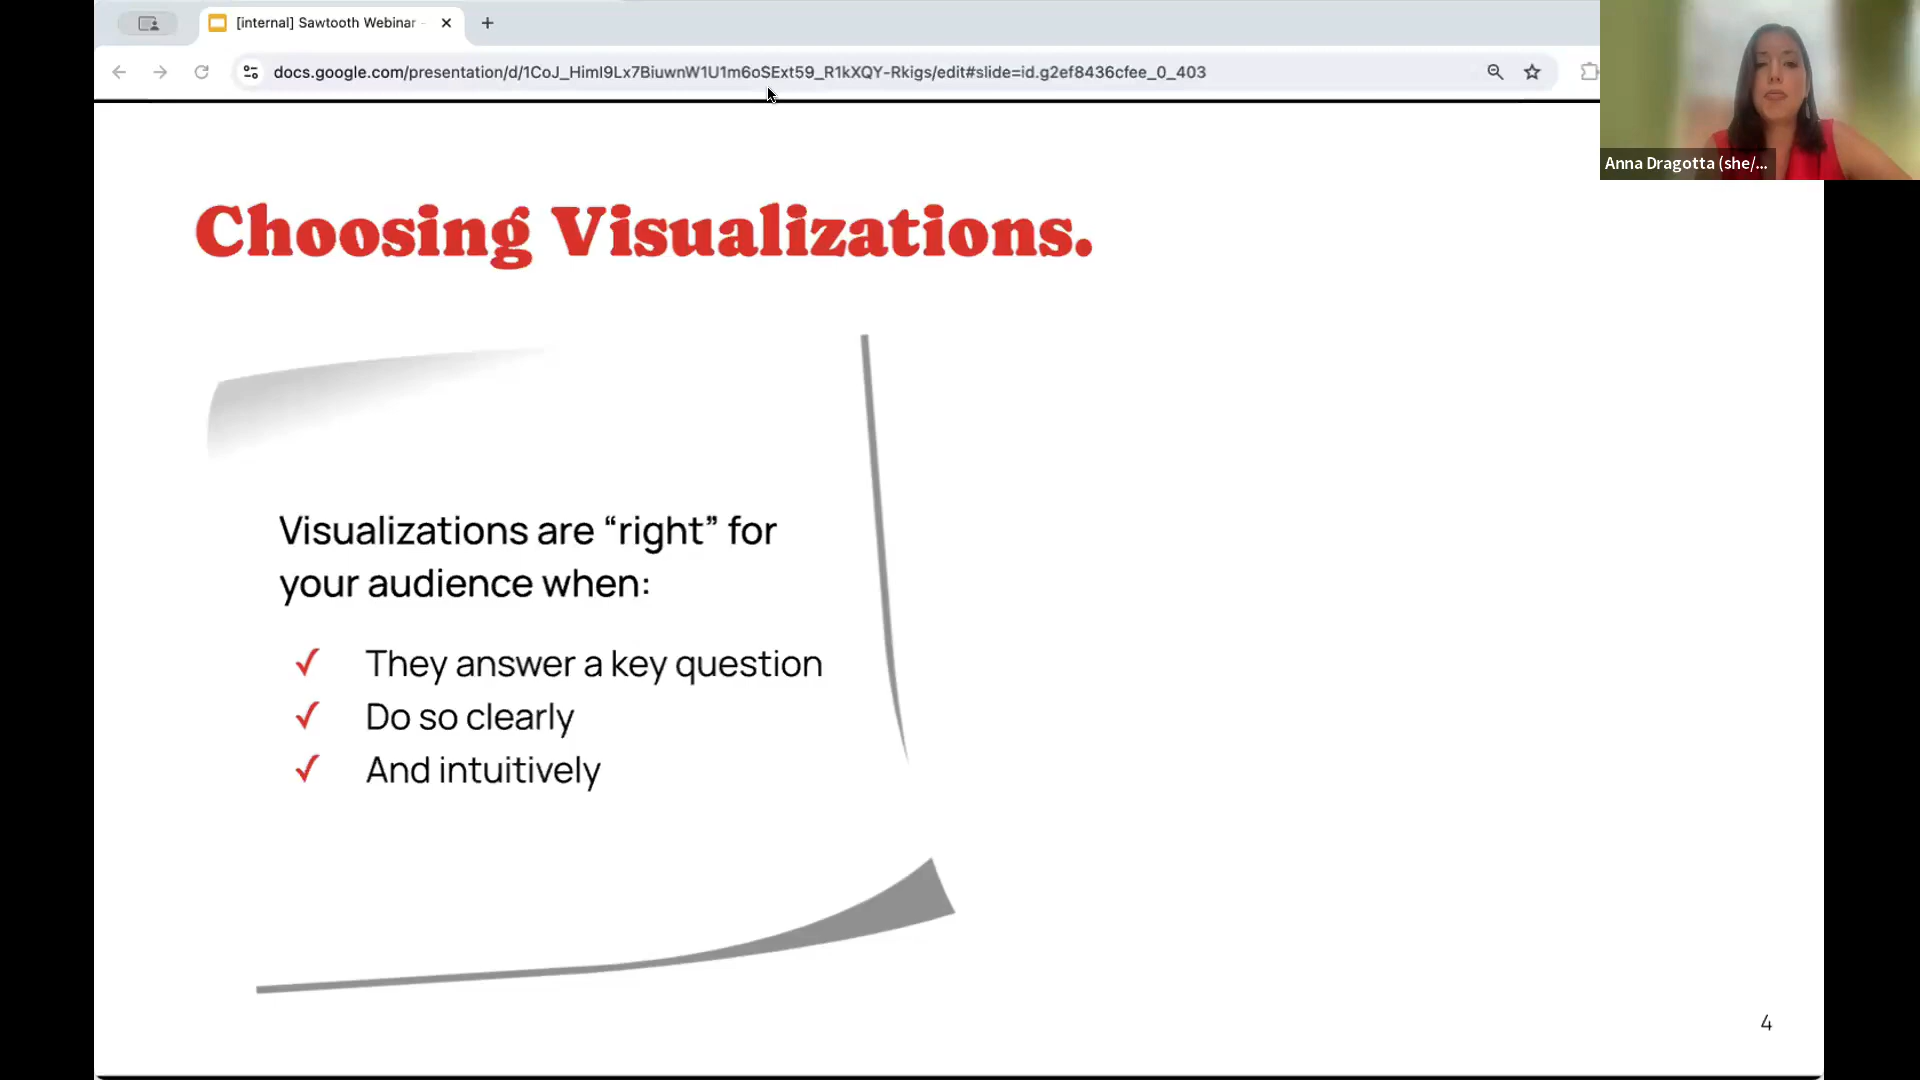 [internal] Sawtooth Webinar -
docs.google.com/presentation/d/1CoJ_HimI9Lx7BiuwnW1U1m6oSExt59_R1kXQY-Rkigs/edit#slide=id.g2ef8436cfee_0_403
Anna Dragotta (she/...
Choosing Visualizations.
Visualizations are “right” for
your audience when:
✓ They answer a key question
✓ Do so clearly
✓ And intuitively
4